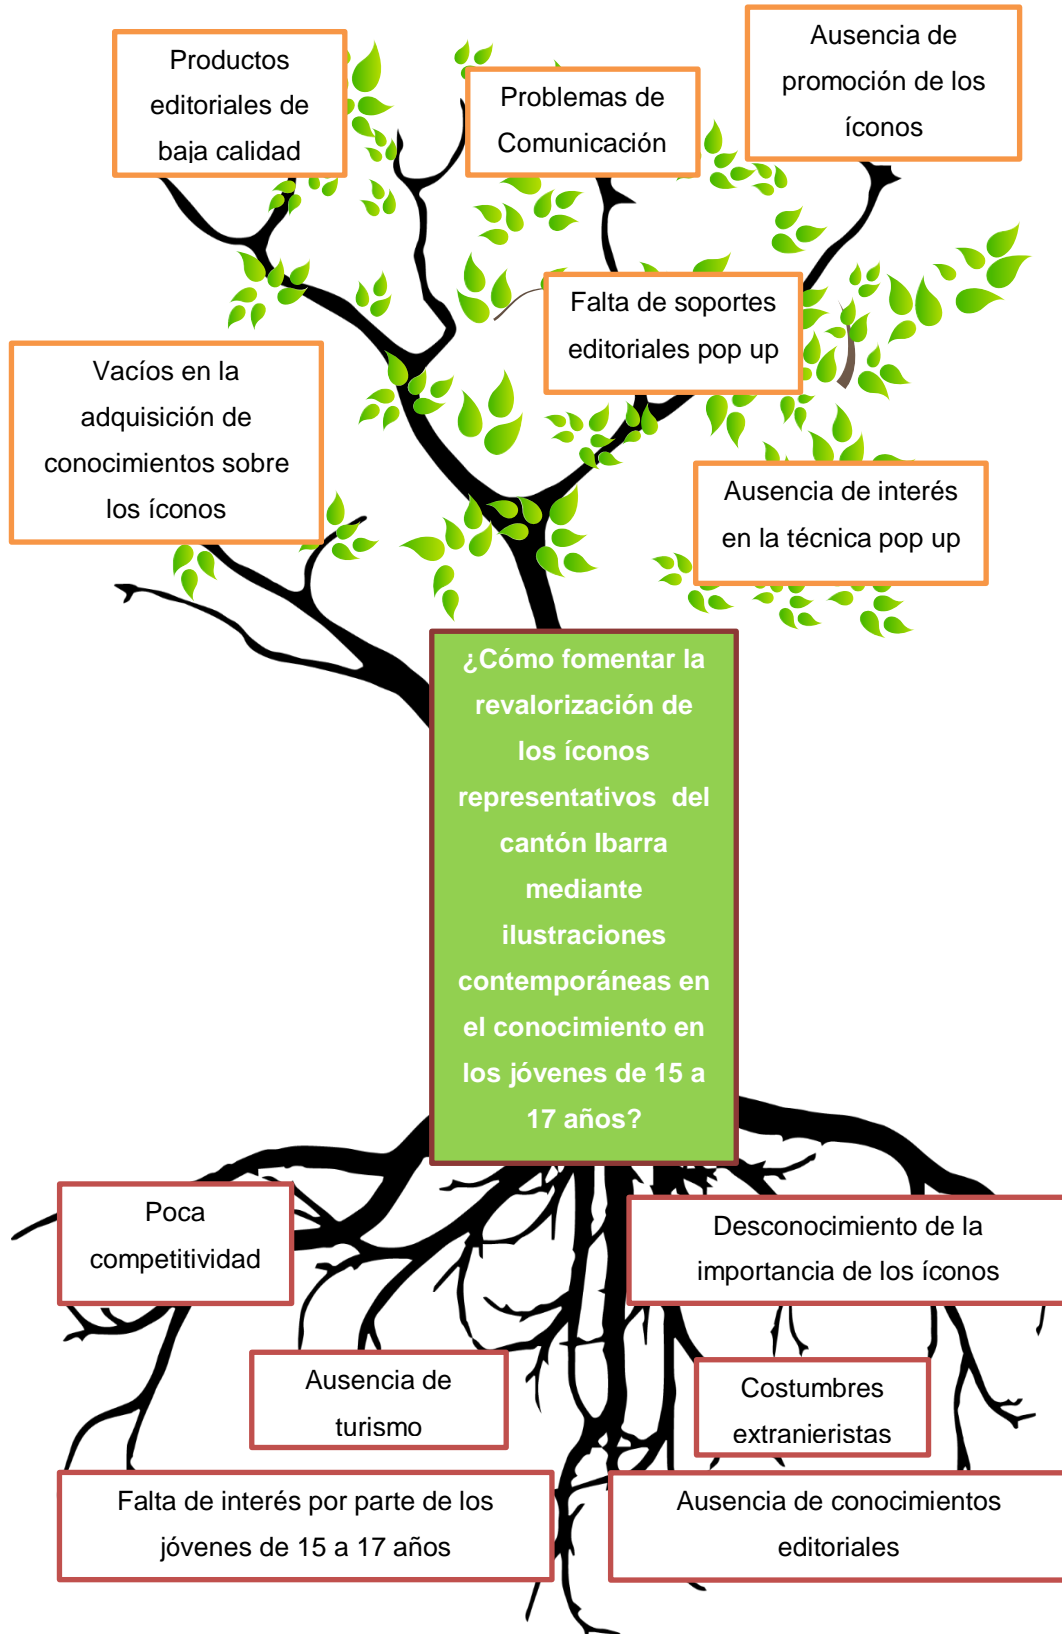 Productos
editoriales de
baja calidad
Problemas de
Comunicación
Ausencia de
promoción de los
íconos
Falta de soportes
editoriales pop up
Vacíos en la
adquisición de
conocimientos sobre
los íconos
Ausencia de interés
en la técnica pop up
¿Cómo fomentar la
revalorización de
los íconos
representativos del
cantón Ibarra
mediante
ilustraciones
contemporáneas en
el conocimiento en
los jóvenes de 15 a
17 años?
Poca
competitividad
Desconocimiento de la
importancia de los íconos
Ausencia de
turismo
Costumbres
extranjeristas
Falta de interés por parte de los
jóvenes de 15 a 17 años
Ausencia de conocimientos
editoriales